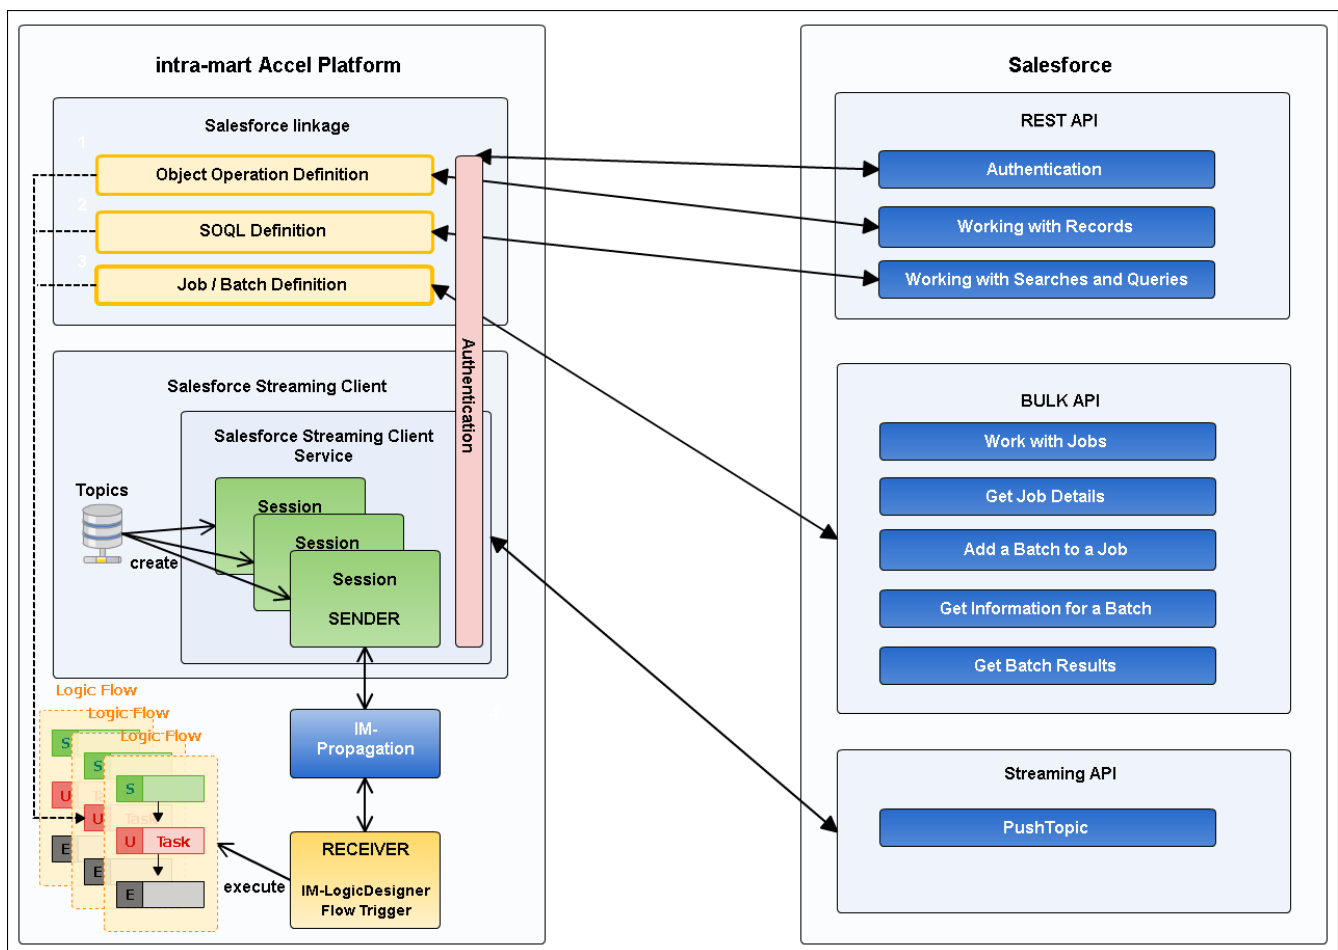 intra-mart Accel Platform
Salesforce linkage
1
Object Operation Definition
2
SOQL Definition
3
Job / Batch Definition
Authentication
Salesforce Streaming Client
Salesforce Streaming Client
Service
Topics
create
Session
Session
Session
SENDER
IM-
Propagation
RECEIVER
IM-LogicDesigner
Flow Trigger
execute
Logic Flow
Logic Flow
Logic Flow
S
S
S
U
U
Task
U
Task
E
E
E
Salesforce
REST API
Authentication
Working with Records
Working with Searches and Queries
BULK API
Work with Jobs
Get Job Details
Add a Batch to a Job
Get Information for a Batch
Get Batch Results
Streaming API
PushTopic